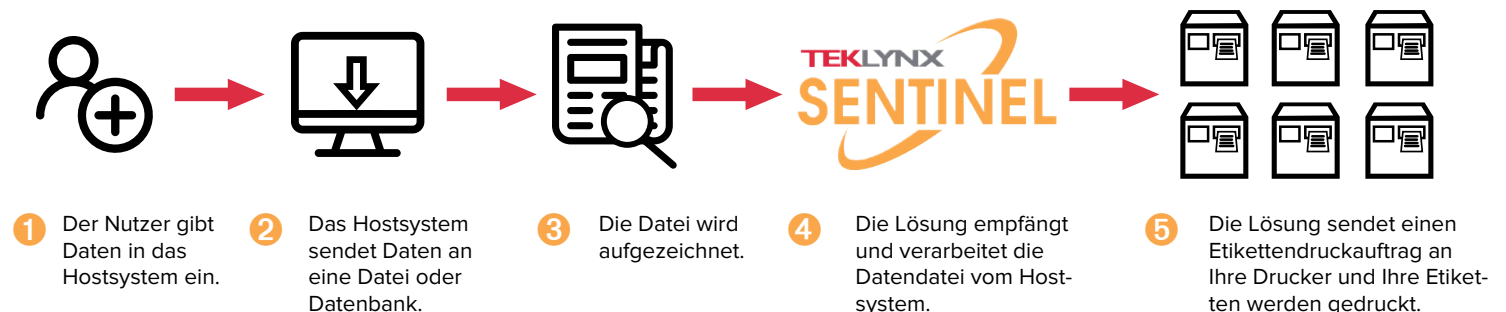 TEKLYNX
SENTINEL
1
Der Nutzer gibt
Daten in das
Hostsystem ein.
2
Das Hostsystem
sendet Daten an
eine Datei oder
Datenbank.
3
Die Datei wird
aufgezeichnet.
4
Die Lösung empfängt
und verarbeitet die
Datendatei vom Host-
system.
5
Die Lösung sendet einen
Etikettendruckauftrag an
Ihre Drucker und Ihre Etiket-
ten werden gedruckt.